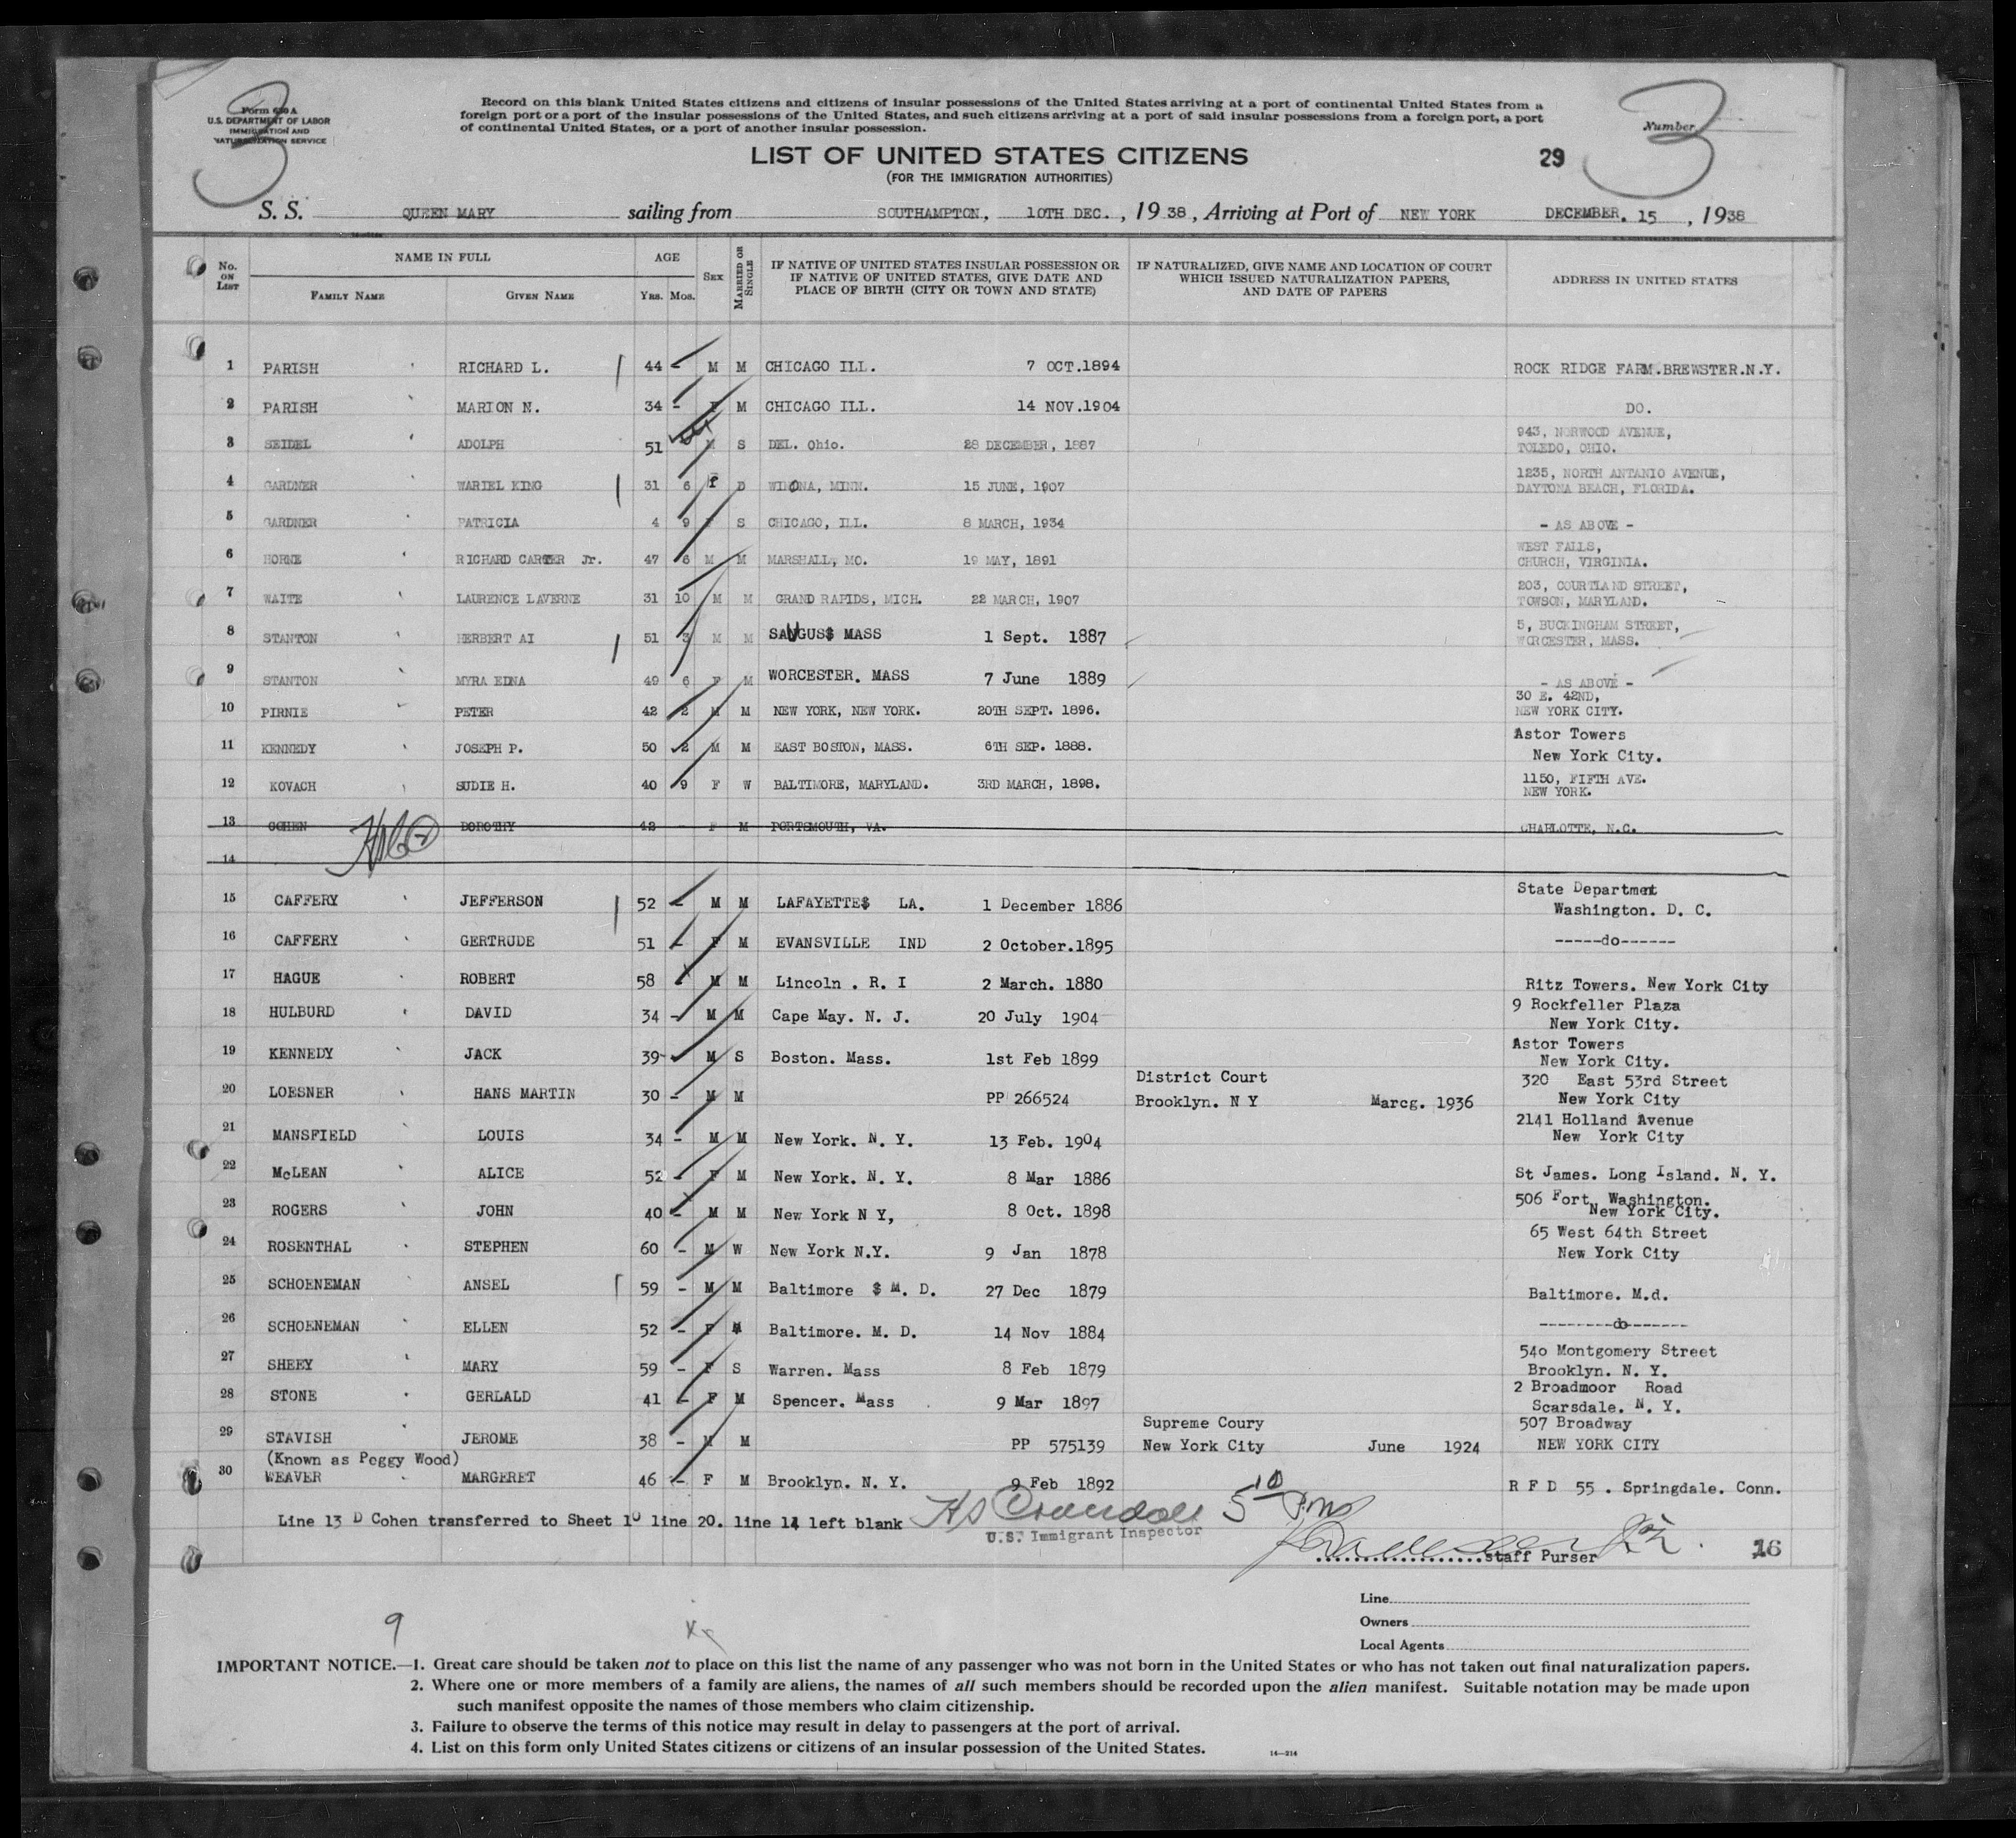 Form 630 A
U.S. DEPARTMENT OF LABOR
IMMIGRATION AND
NATURALIZATION SERVICE
3
Record on this blank United States citizens and citizens of insular possessions of the United States arriving at a port of continental United States from a
foreign port or a port of the insular possessions of the United States, and such citizens arriving at a port of said insular possessions from a foreign port, a port
of continental United States, or a port of another insular possession.
Number
3
LIST OF UNITED STATES CITIZENS
29
(FOR THE IMMIGRATION AUTHORITIES)
S. S. QUEEN MARY sailing from SOUTHAMPTON, 10TH DEC. , 1938, Arriving at Port of NEW YORK DECEMBER. 15 , 1938
No. ON LIST NAME IN FULL FAMILY NAME GIVEN NAME AGE YRS. MOS. SEX MARRIED OR SINGLE IF NATIVE OF UNITED STATES INSULAR POSSESSION OR IF NATIVE OF UNITED STATES, GIVE DATE AND PLACE OF BIRTH (CITY OR TOWN AND STATE) IF NATURALIZED, GIVE NAME AND LOCATION OF COURT WHICH ISSUED NATURALIZATION PAPERS, AND DATE OF PAPERS ADDRESS IN UNITED STATES
1 PARISH RICHARD L. 44 M M CHICAGO ILL. 7 OCT.1894 ROCK RIDGE FARM.BREWSTER.N.Y.
2 PARISH MARION N. 34 - F M CHICAGO ILL. 14 NOV.1904 DO.
3 SEIDEL ADOLPH 51 M S DEL. Ohio. 28 DECEMBER, 1887 943, NORWOOD AVENUE,
TOLEDO, OHIO.
4 GARDNER WARIEL KING 31 6 f D WINONA, MINN. 15 JUNE, 1907 1235, NORTH ANTANIO AVENUE,
DAYTONA BEACH, FLORIDA.
5 GARDNER PATRICIA 4 9 F S CHICAGO, ILL. 8 MARCH, 1934 - AS ABOVE -
6 HORNE RICHARD CARTER Jr. 47 6 M M MARSHALL, MO. 19 MAY, 1891 WEST FALLS,
CHURCH, VIRGINIA.
7 WAITE LAURENCE LAVERNE 31 10 M M GRAND RAPIDS, MICH. 22 MARCH, 1907 203, COURTLAND STREET,
TOWSON, MARYLAND.
8 STANTON HERBERT AI 51 3 M M SAUGUS$ MASS 1 Sept. 1887 5, BUCKINGHAM STREET,
WORCESTER, MASS.
9 STANTON MYRA EDNA 49 6 F M WORCESTER. MASS 7 June 1889 - AS ABOVE -
10 PIRNIE PETER 42 2 M M NEW YORK, NEW YORK. 20TH SEPT. 1896. 30 E. 42ND,
NEW YORK CITY.
11 KENNEDY JOSEPH P. 50 2 M M EAST BOSTON, MASS. 6TH SEP. 1888. Astor Towers
New York City.
12 KOVACH SUDIE H. 40 9 F W BALTIMORE, MARYLAND. 3RD MARCH, 1898. 1150, FIFTH AVE.
NEW YORK.
13 COHEN DOROTHY 42 - F M PORTSMOUTH, VA. CHARLOTTE, N.C.
14
15 CAFFERY JEFFERSON 52 - M M LAFAYETTE$ LA. 1 December 1886 State Departmet
Washington. D. C.
16 CAFFERY GERTRUDE 51 - F M EVANSVILLE IND 2 October.1895 -----do------
17 HAGUE ROBERT 58 - M M Lincoln . R. I 2 March. 1880 Ritz Towers. New York City
18 HULBURD DAVID 34 - M M Cape May. N. J. 20 July 1904 9 Rockfeller Plaza
New York City.
19 KENNEDY JACK 39 - M S Boston. Mass. 1st Feb 1899 Astor Towers
New York City.
20 LOESNER HANS MARTIN 30 - M M PP 266524 District Court
Brooklyn. N Y Marcg. 1936 320 East 53rd Street
New York City
21 MANSFIELD LOUIS 34 - M M New York. N. Y. 13 Feb. 1904 2141 Holland Avenue
New York City
22 McLEAN ALICE 52 - F M New York. N. Y. 8 Mar 1886 St James. Long Island. N. Y.
23 ROGERS JOHN 40 - M M New York N Y, 8 Oct. 1898 506 Fort Washington.
New York City.
24 ROSENTHAL STEPHEN 60 - M W New York N.Y. 9 Jan 1878 65 West 64th Street
New York City
25 SCHOENEMAN ANSEL 59 - M M Baltimore $ M. D. 27 Dec 1879 Baltimore. M.d.
26 SCHOENEMAN ELLEN 52 - F M Baltimore. M. D. 14 Nov 1884 --------do-------
27 SHEEY MARY 59 - F S Warren. Mass 8 Feb 1879 540 Montgomery Street
Brooklyn. N. Y.
28 STONE GERLALD 41 - F M Spencer. Mass 9 Mar 1897 2 Broadmoor Road
Scarsdale. N. Y.
29 STAVISH JEROME 38 - M M PP 575139 Supreme Coury
New York City June 1924 507 Broadway
NEW YORK CITY
(Known as Peggy Wood)
30 WEAVER MARGERET 46 - F M Brooklyn. N. Y. 9 Feb 1892 R F D 55 . Springdale. Conn.
Line 13 D Cohen transferred to Sheet 10 line 20. line 14 left blank
HS Crandall 5 10 P.m
U.S. Immigrant Inspector
staff Purser
16
Line
Owners
Local Agents
9
IMPORTANT NOTICE.—1. Great care should be taken not to place on this list the name of any passenger who was not born in the United States or who has not taken out final naturalization papers.
2. Where one or more members of a family are aliens, the names of all such members should be recorded upon the alien manifest. Suitable notation may be made upon
such manifest opposite the names of those members who claim citizenship.
3. Failure to observe the terms of this notice may result in delay to passengers at the port of arrival.
4. List on this form only United States citizens or citizens of an insular possession of the United States.
14—214